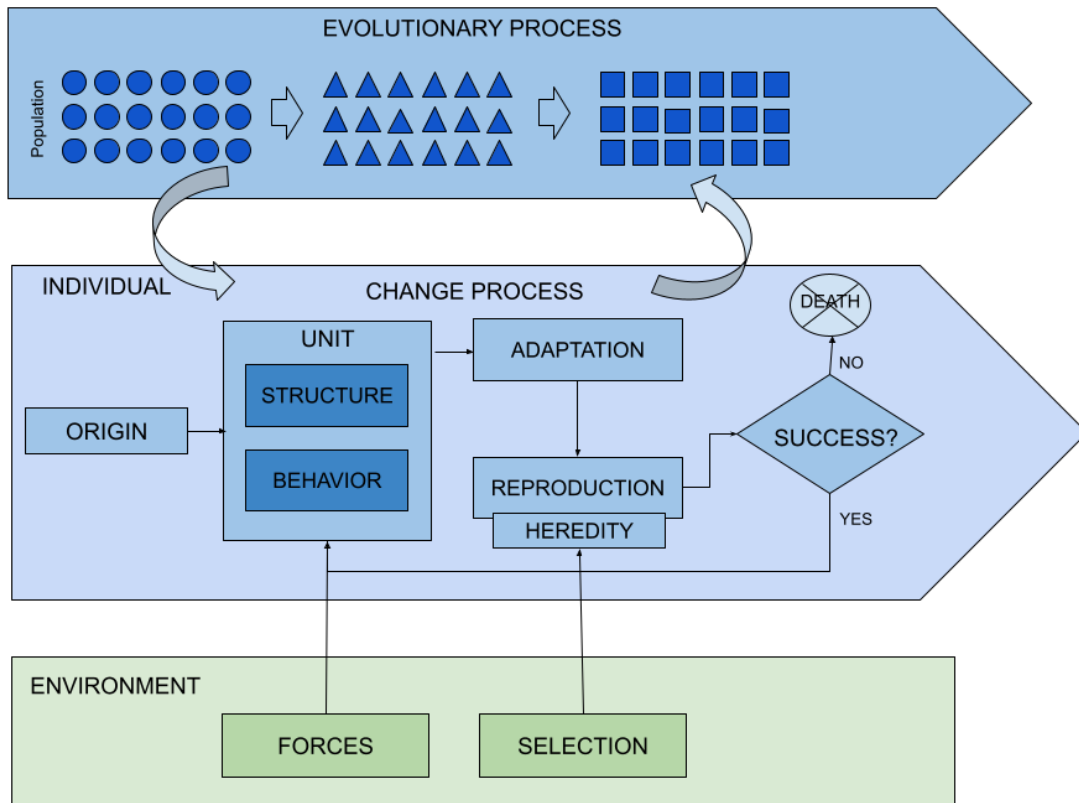 EVOLUTIONARY PROCESS
Population
INDIVIDUAL
CHANGE PROCESS
DEATH
UNIT
ADAPTATION
NO
STRUCTURE
ORIGIN
SUCCESS?
BEHAVIOR
REPRODUCTION
YES
HEREDITY
ENVIRONMENT
FORCES
SELECTION